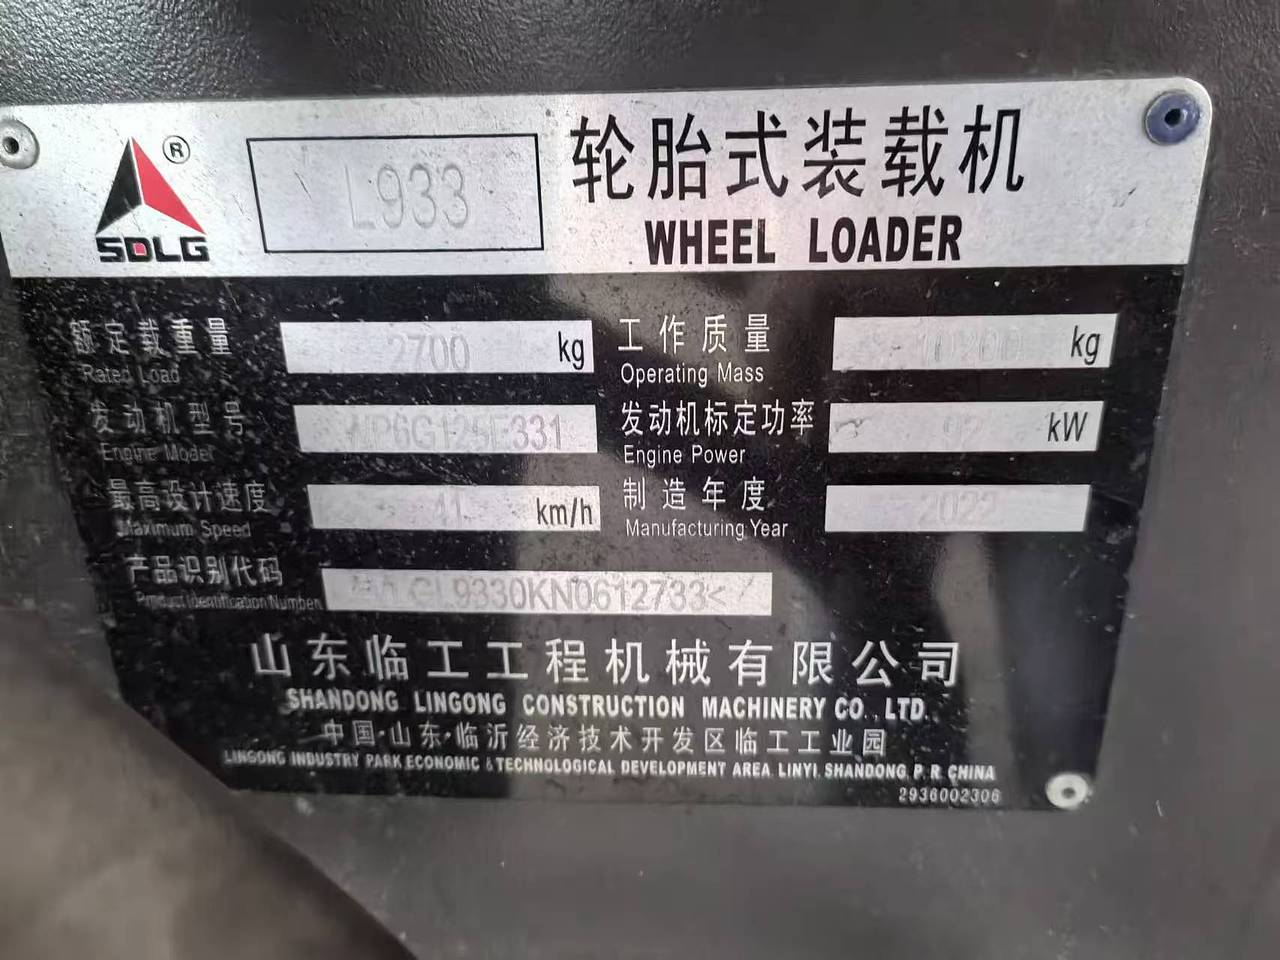 SDLG ®
L933
轮胎式装载机
WHEEL LOADER
额定载重量 2700 kg 工作质量 kg
Rated Load Operating Mass
发动机型号 发动机标定功率 92 kW
Engine Model Engine Power
最高设计速度 41 km/h 制造年度 2022
Maximum Speed Manufacturing Year
产品识别代码
Product Identification Number
山东临工工程机械有限公司
SHANDONG LINGONG CONSTRUCTION MACHINERY CO.,LTD.
中国·山东·临沂经济技术开发区临工工业园
LINGONG INDUSTRY PARK ECONOMIC & TECHNOLOGICAL DEVELOPMENT AREA LINYI, SHANDONG, P. R. CHINA
2936002306